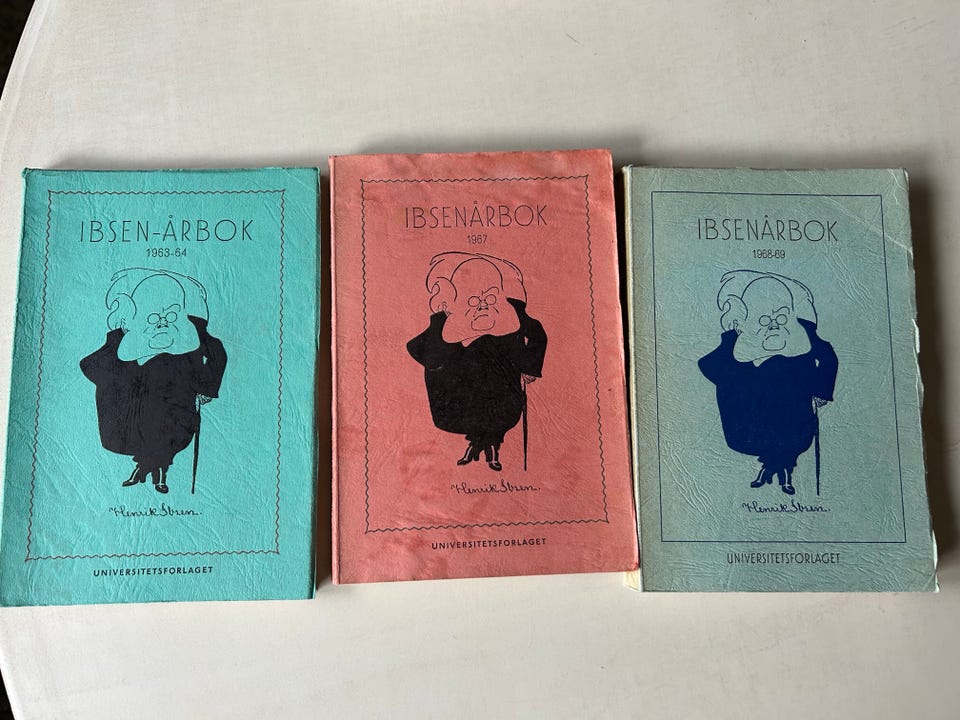 IBSEN-ÅRBOK
1963-64
Henrik Ibsen.
UNIVERSITETSFORLAGET
IBSENÅRBOK
1967
Henrik Ibsen.
UNIVERSITETSFORLAGET
IBSENÅRBOK
1968-69
Henrik Ibsen.
UNIVERSITETSFORLAGET